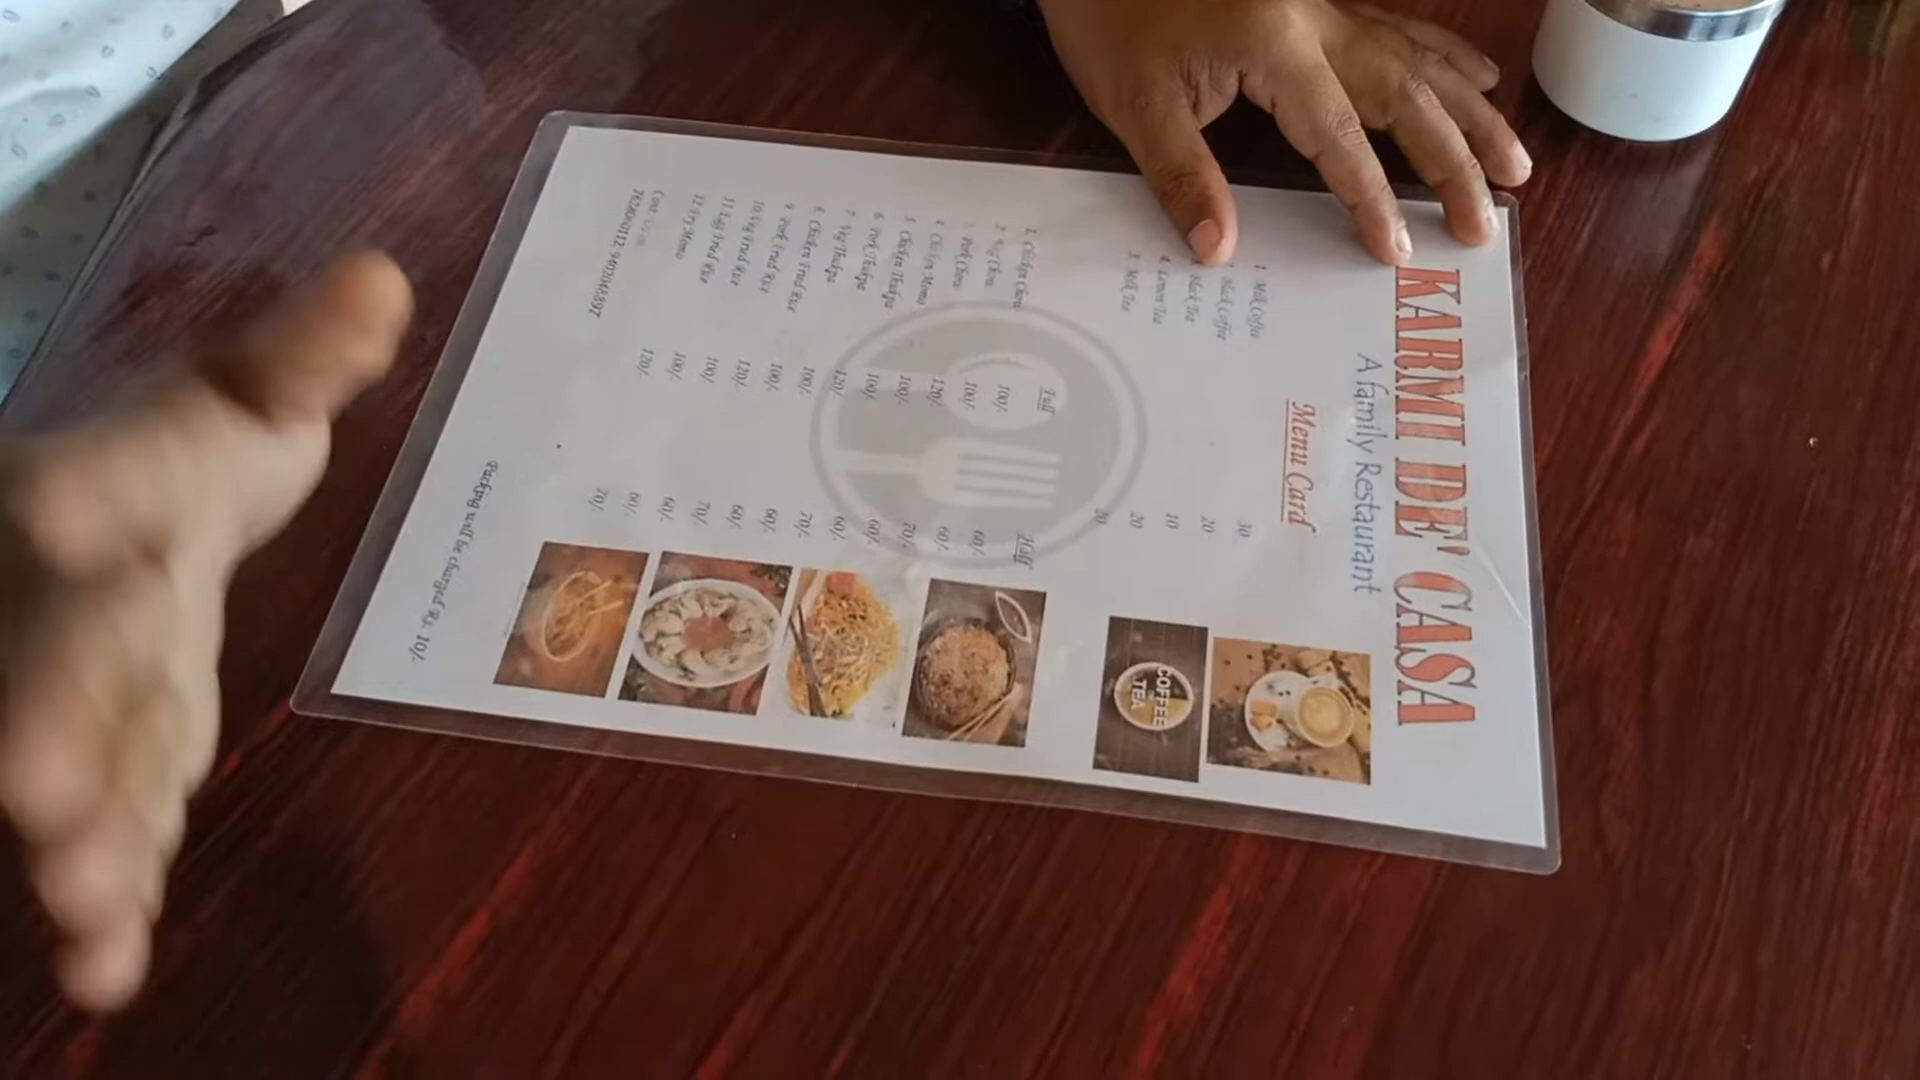 KARMI DE' CASA
A family Restaurant
Menu Card
1. Milk Coffee 30
2. Black Coffee 20
Black Tea 10
4. Lemon Tea 20
5. Milk Tea 20
Full Half
1. Chicken Chow 100/- 60/-
2. Veg Chow 100/- 60/-
3. Pork Chow 120/- 70/-
4. Chicken Momo 100/- 60/-
5. Chicken Thukpa 100/- 60/-
6. Pork Thukpa 120/- 70/-
7. Veg Thukpa 100/- 60/-
8. Chicken Fried Rice 100/- 60/-
9. Pork Fried Rice 120/- 70/-
10. Veg Fried Rice 100/- 60/-
11. Egg Fried Rice 100/- 60/-
12. Fry Momo 120/- 70/-
9402048897
Packing will be charged Rs. 10/-
COFFEE
TEA